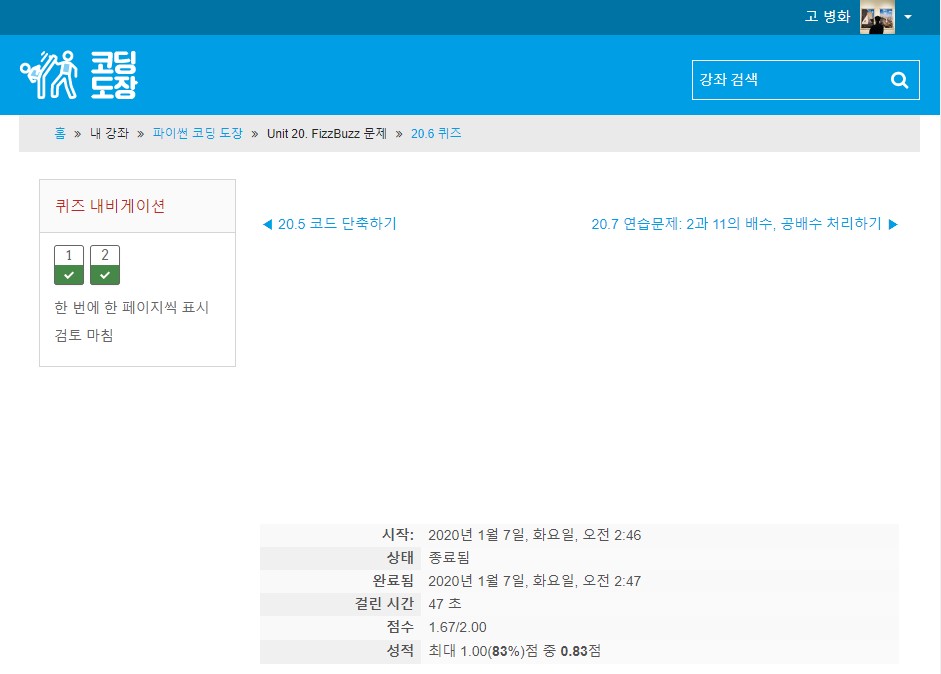 고 병화
코딩
도장
강좌 검색
홈 » 내 강좌 » 파이썬 코딩 도장 » Unit 20. FizzBuzz 문제 » 20.6 퀴즈
퀴즈 내비게이션
1 2
한 번에 한 페이지씩 표시
검토 마침
◀ 20.5 코드 단축하기
20.7 연습문제: 2과 11의 배수, 공배수 처리하기 ▶
시작: 2020년 1월 7일, 화요일, 오전 2:46
상태 종료됨
완료됨 2020년 1월 7일, 화요일, 오전 2:47
걸린 시간 47 초
점수 1.67/2.00
성적 최대 1.00(83%)점 중 0.83점